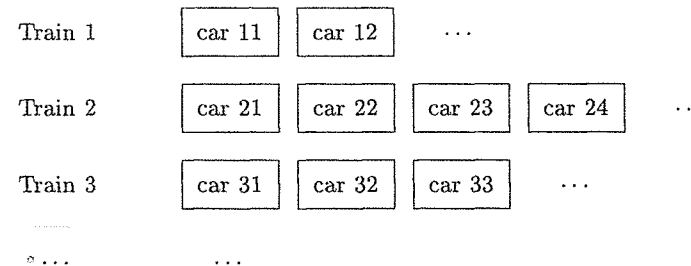 Train 1 car 11 car 12 ...
Train 2 car 21 car 22 car 23 car 24 ..
Train 3 car 31 car 32 car 33 ...
... ...